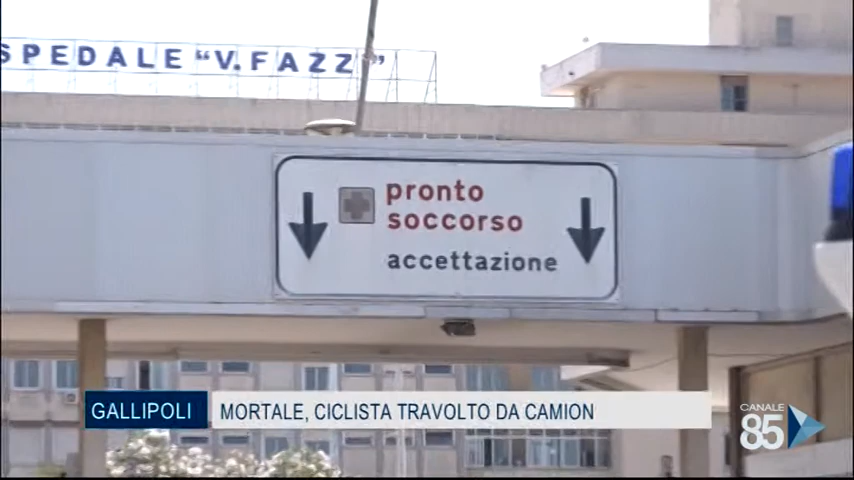 SPEDALE "V.FAZZ"
pronto
soccorso
accettazione
GALLIPOLI MORTALE, CICLISTA TRAVOLTO DA CAMION
CANALE
85